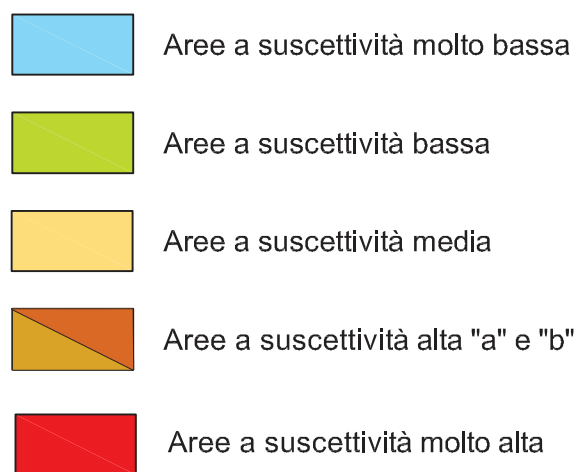 Aree a suscettività molto bassa
Aree a suscettività bassa
Aree a suscettività media
Aree a suscettività alta "a" e "b"
Aree a suscettività molto alta